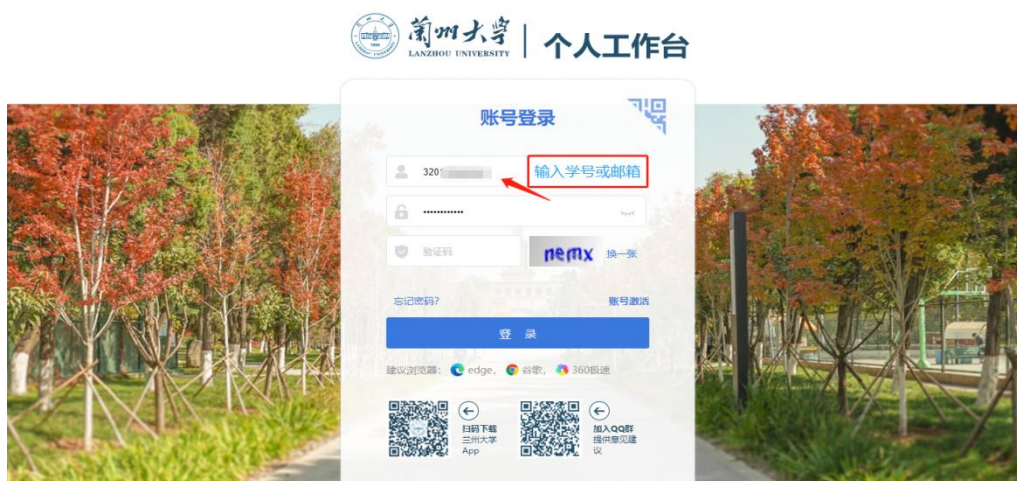 蘭州大學
LANZHOU UNIVERSITY
个人工作台
账号登录
320
输入学号或邮箱
验证码
nemx
换一张
忘记密码?
账号激活
登 录
建议浏览器: edge, 谷歌, 360极速
扫码下载
兰州大学
App
加入QQ群
提供意见建
议